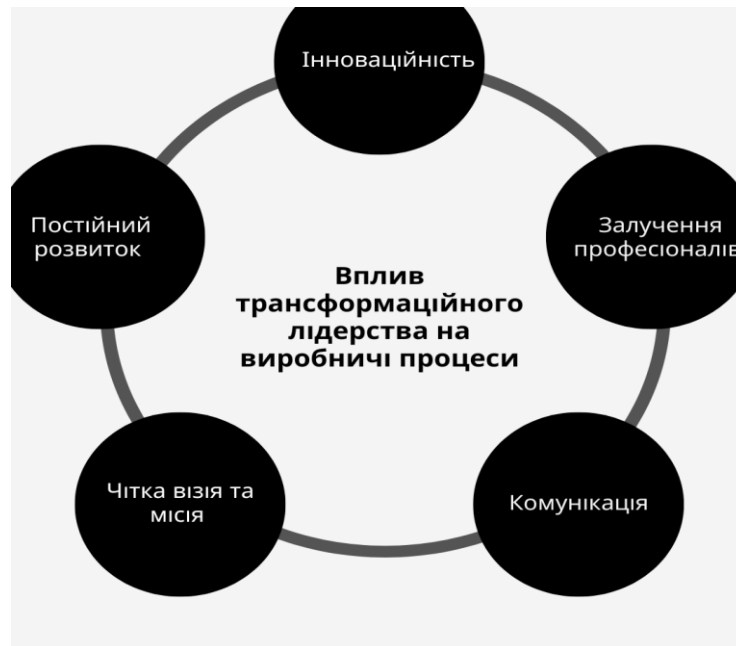 Інноваційність
Залучення
професіоналів
Комунікація
Чітка візія та
місія
Постійний
розвиток
Вплив
трансформаційного
лідерства на
виробничі процеси